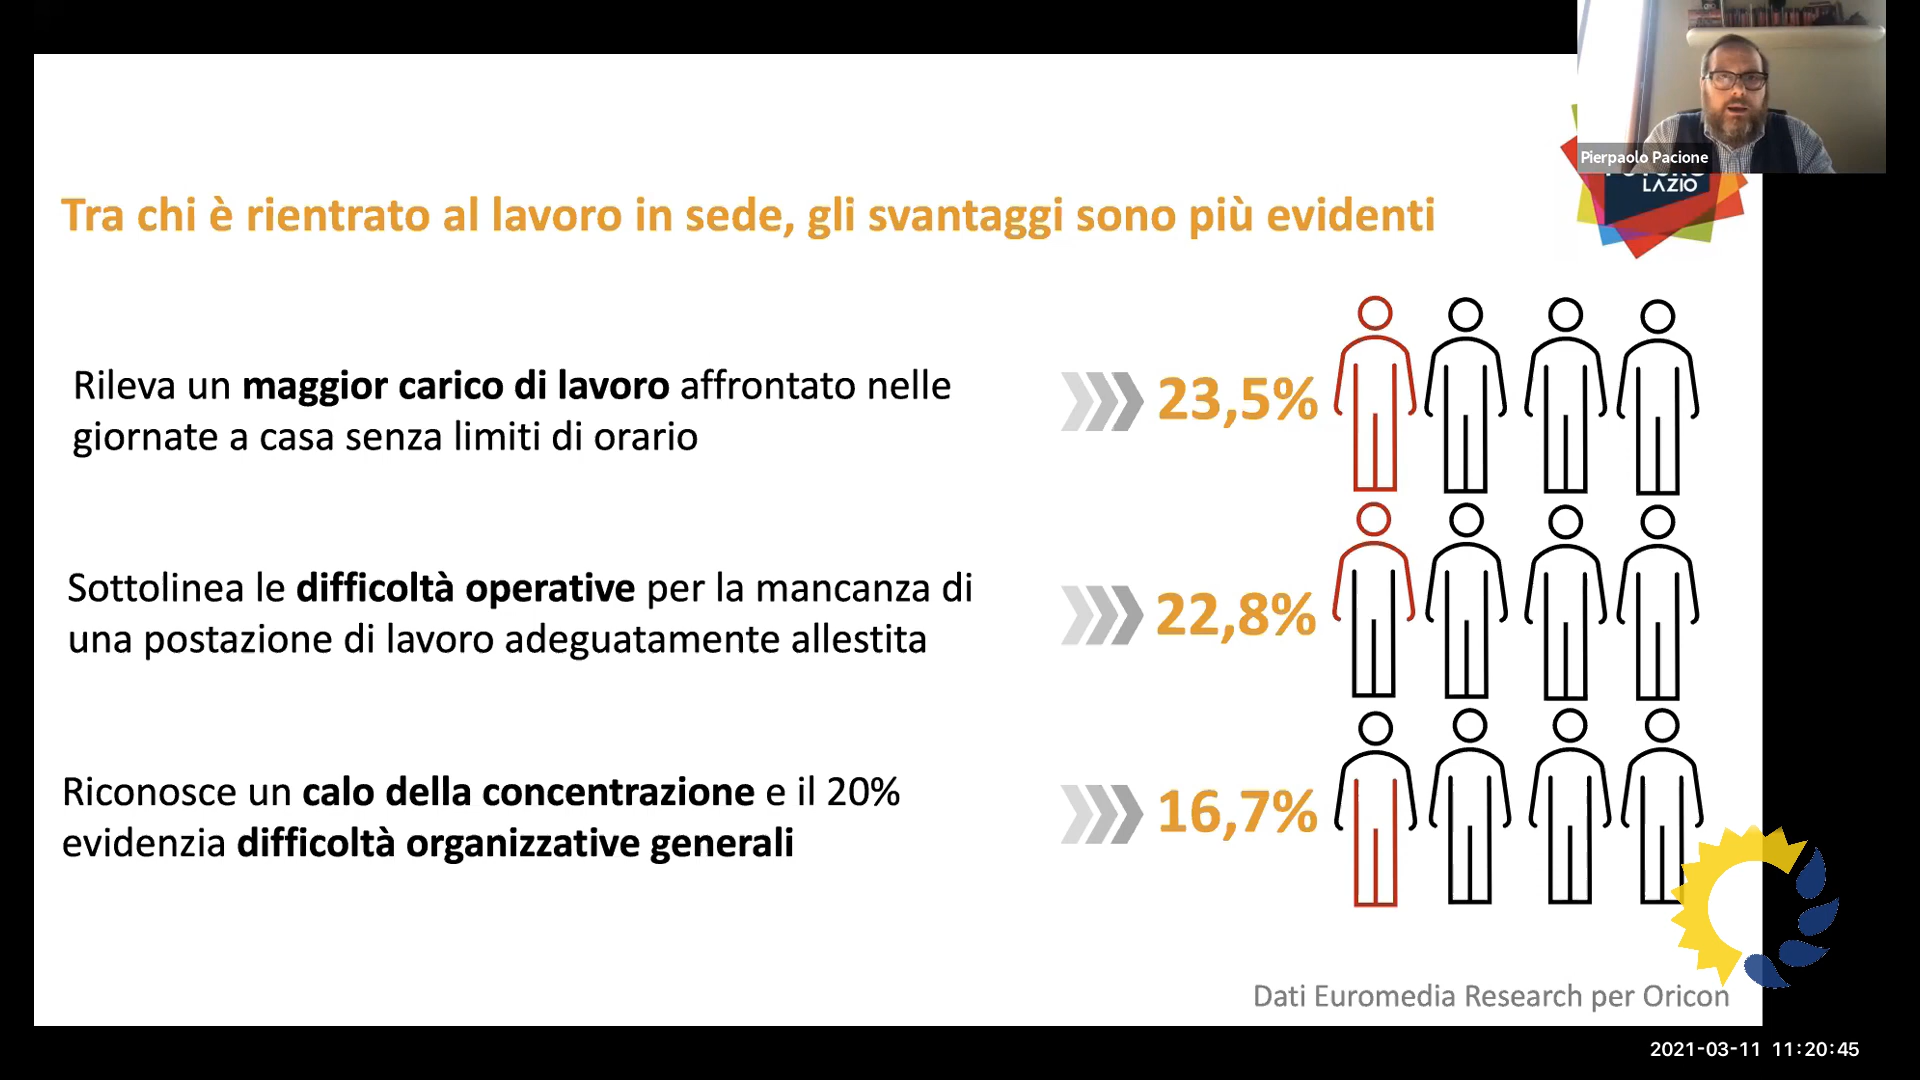 Pierpaolo Pacione
LAZIO
Tra chi è rientrato al lavoro in sede, gli svantaggi sono più evidenti
Rileva un maggior carico di lavoro affrontato nelle
giornate a casa senza limiti di orario
23,5%
Sottolinea le difficoltà operative per la mancanza di
una postazione di lavoro adeguatamente allestita
22,8%
Riconosce un calo della concentrazione e il 20%
evidenzia difficoltà organizzative generali
16,7%
Dati Euromedia Research per Oricon
2021-03-11 11:20:45